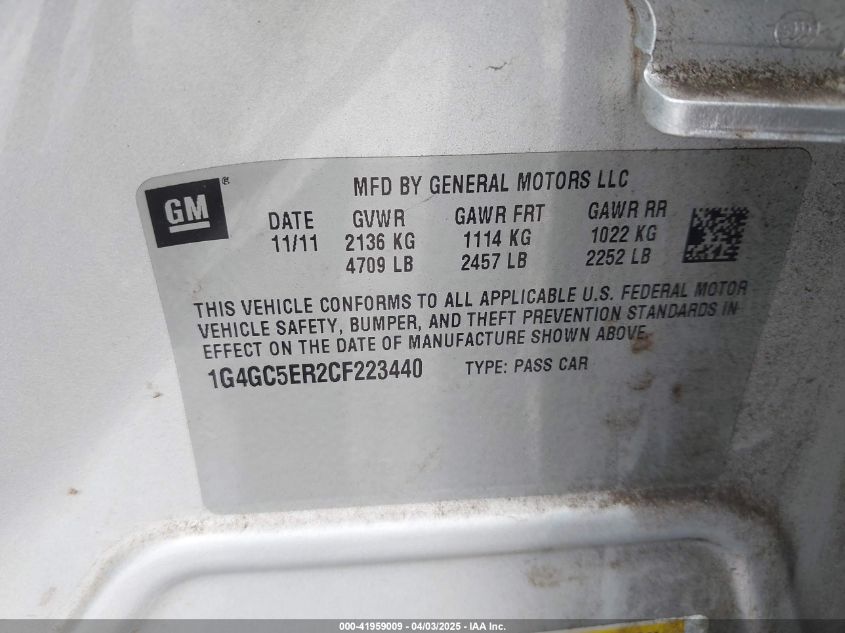 GM ®
MFD BY GENERAL MOTORS LLC
DATE GVWR GAWR FRT GAWR RR
11/11 2136 KG 1114 KG 1022 KG
4709 LB 2457 LB 2252 LB
THIS VEHICLE CONFORMS TO ALL APPLICABLE U.S. FEDERAL MOTOR
VEHICLE SAFETY, BUMPER, AND THEFT PREVENTION STANDARDS IN
EFFECT ON THE DATE OF MANUFACTURE SHOWN ABOVE.
1G4GC5ER2CF223440 TYPE: PASS CAR
000-41959009 - 04/03/2025 - IAA Inc.